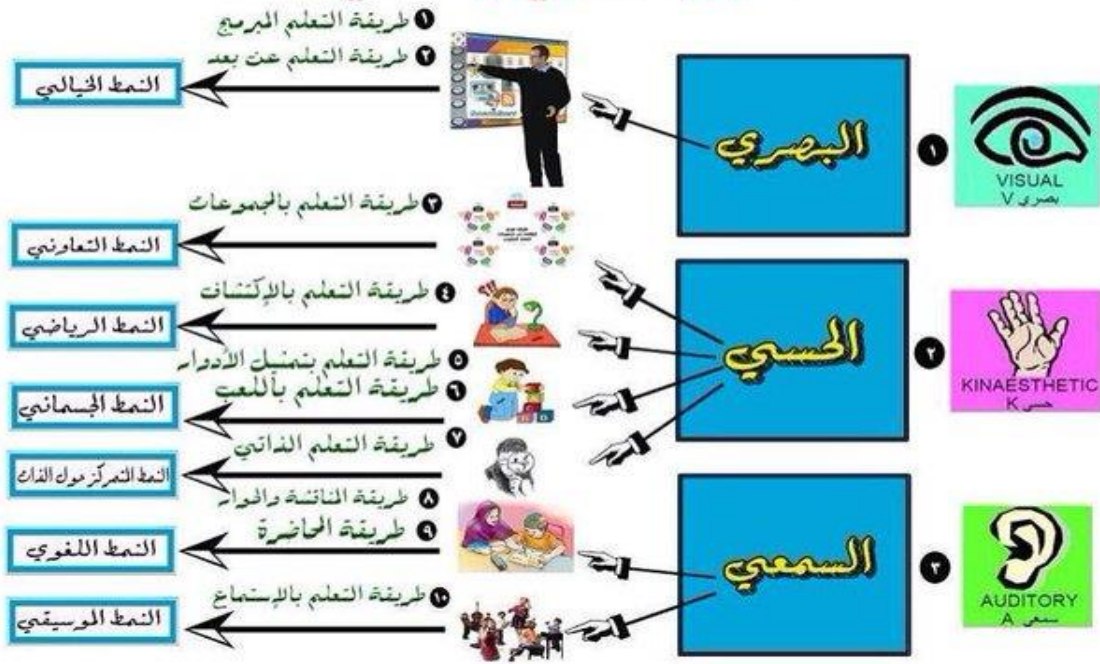 VISUAL
بصري V
١
البصري
١ طريقة التعلم المبرمج
٢ طريقة التعلم عن بعد
النمط الخيالي
KINAESTHETIC
حسي K
٢
الحسي
٣ طريقة التعلم بالمجموعات
النمط التعاوني
٤ طريقة التعلم بالإكتشاف
النمط الرياضي
٥ طريقة التعلم بتمثيل الأدوار
٦ طريقة التعلم باللعب
النمط الجسماني
٧ طريقة التعلم الذاتي
النمط المتمركز حول الذات
AUDITORY
سمعي A
٣
السمعي
٨ طريقة المناقشة والحوار
٩ طريقة المحاضرة
النمط اللغوي
١٠ طريقة التعلم بالإستماع
النمط الموسيقي